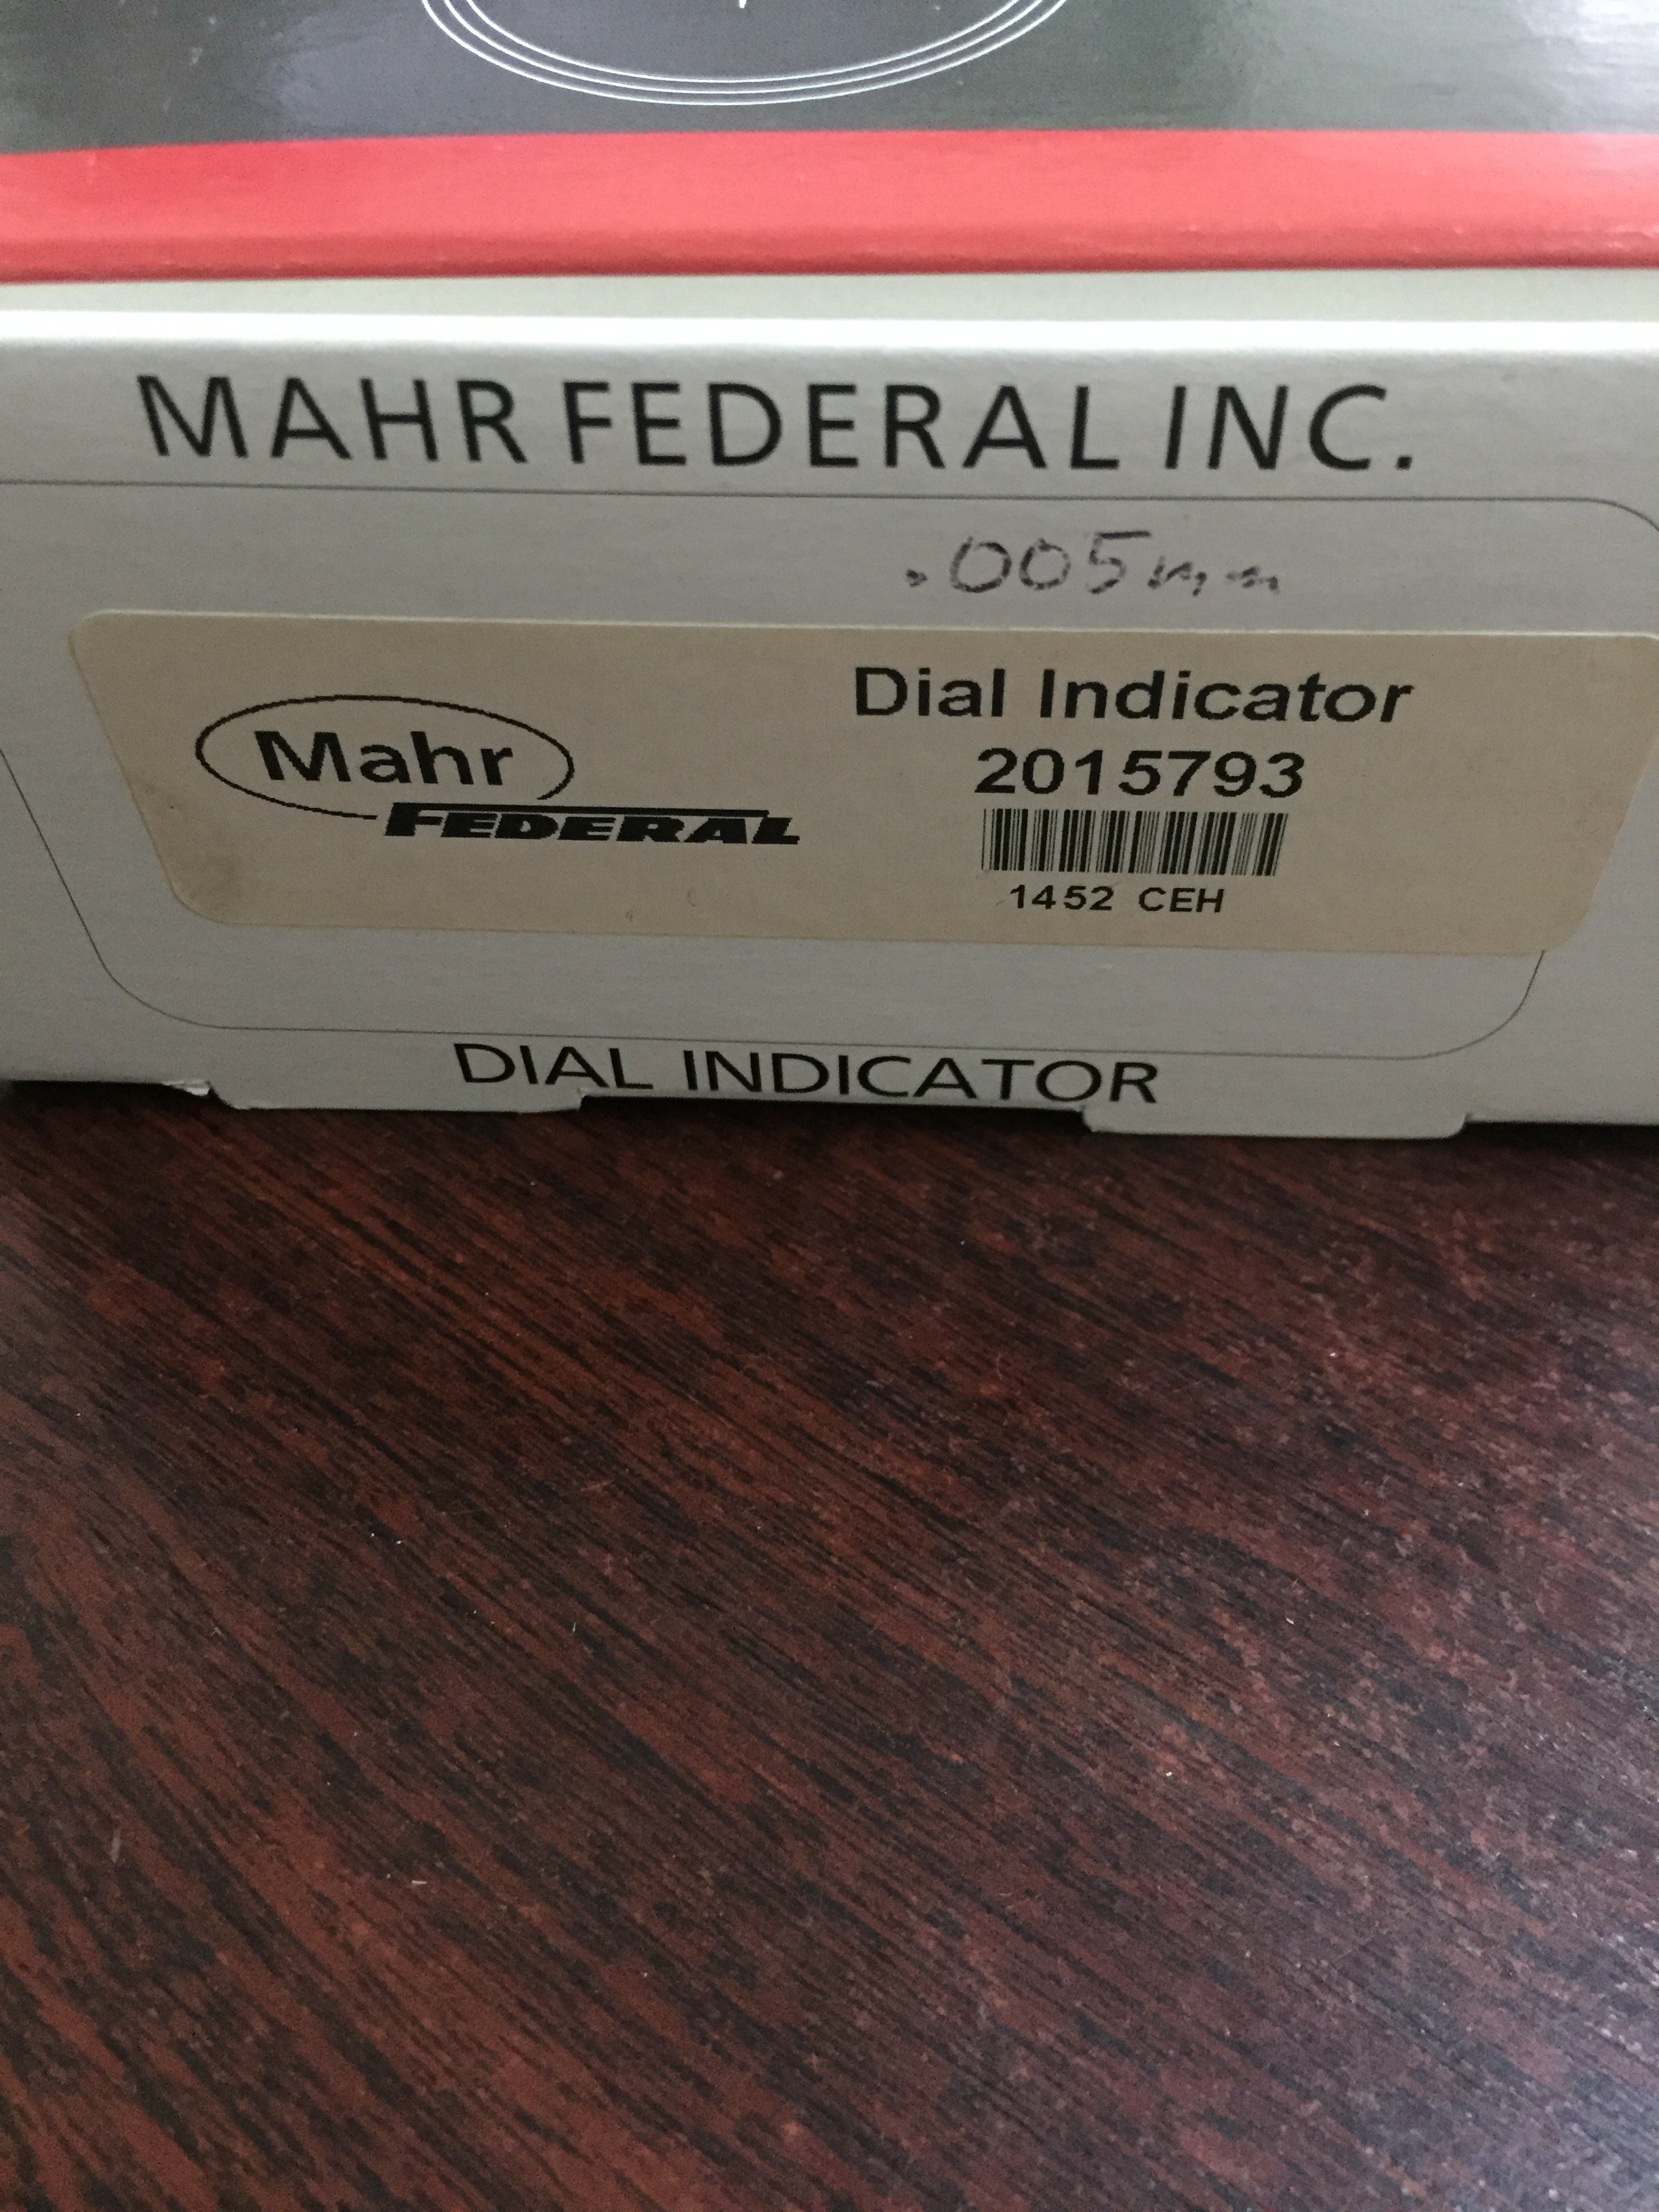 MAHR FEDERAL INC.
.005mm
Mahr
FEDERAL
Dial Indicator
2015793
1452 CEH
DIAL INDICATOR